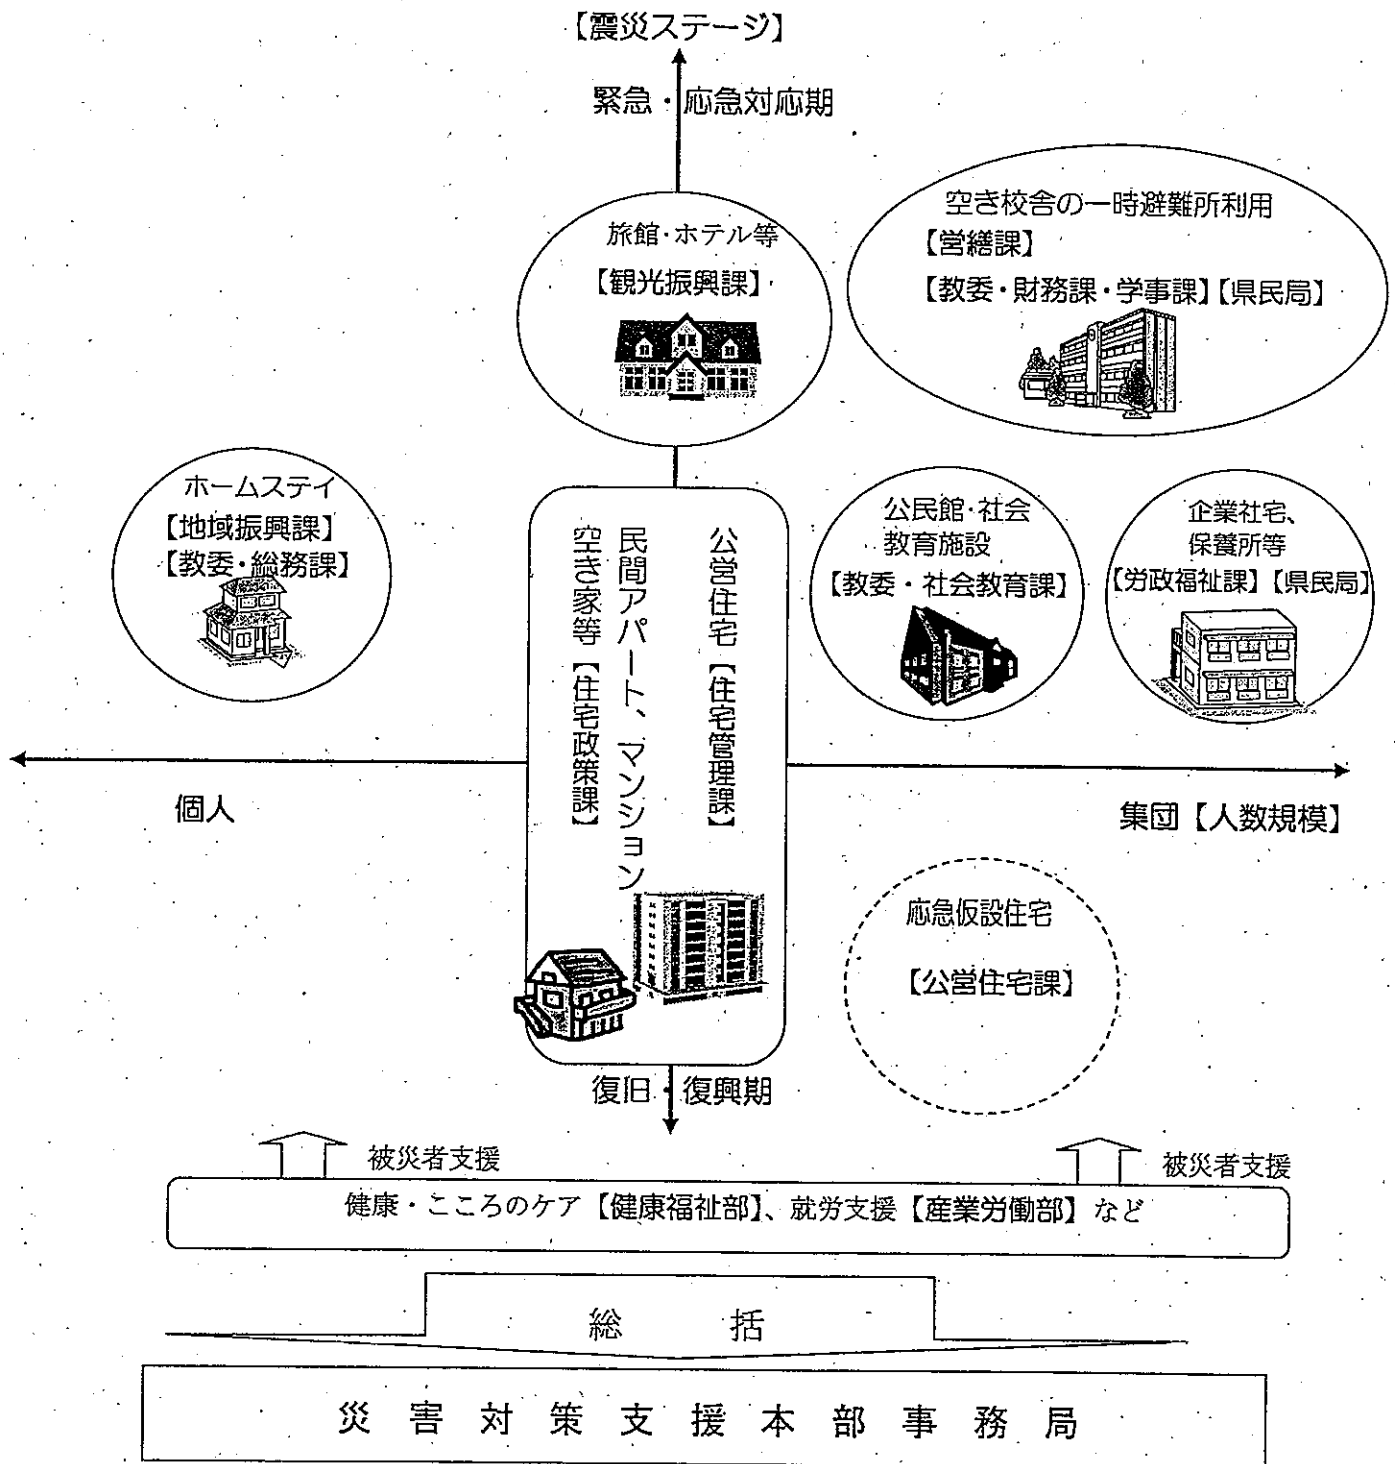 【震災ステージ】
緊急・応急対応期
旅館・ホテル等
【観光振興課】
空き校舎の一時避難所利用
【営繕課】
【教委・財務課・学事課】【県民局】
ホームステイ
【地域振興課】
【教委・総務課】
公営住宅【住宅管理課】
民間アパート、マンション
空き家等【住宅政策課】
公民館・社会
教育施設
【教委・社会教育課】
企業社宅、
保養所等
【労政福祉課】【県民局】
個人
集団【人数規模】
応急仮設住宅
【公営住宅課】
復旧・復興期
被災者支援
被災者支援
健康・こころのケア【健康福祉部】、就労支援【産業労働部】など
総括
災害対策支援本部事務局